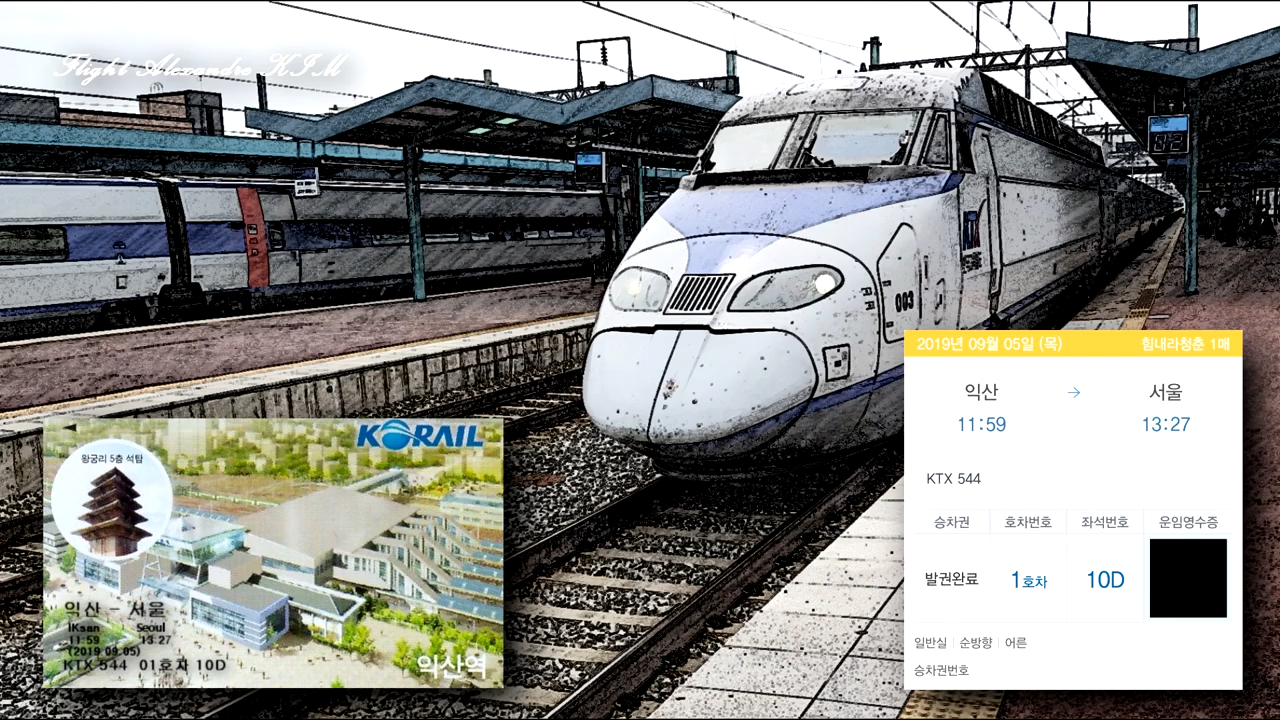 Flight Alexandre KIM
003
KORAIL
왕궁리 5층 석탑
익산 - 서울
IKsan Seoul
11 59 13 27
(2019 09.05)
KTX 544 01호차 10D
익산역
2019년 09월 05일 (목) 힘내라청춘 1매
익산 → 서울
11:59 13:27
KTX 544
승차권 호차번호 좌석번호 운임영수증
발권완료 1호차 10D
일반실 순방향 어른
승차권번호